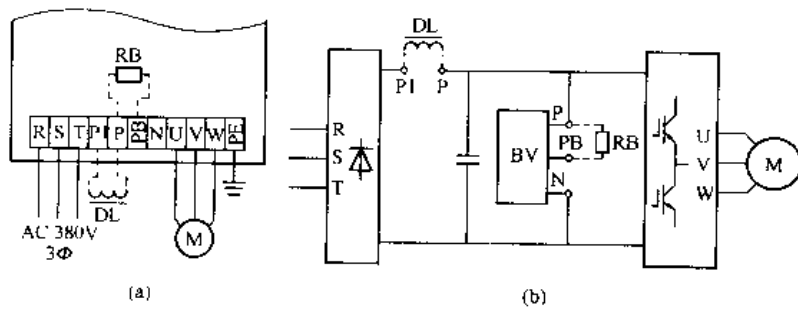 RB
R S T P1 P PB N U V W PE
DL
AC 380V
3Φ
M
(a)
DL
P1 P
R
S
T
BV
P
PB
N
RB
U
V
W
M
(b)